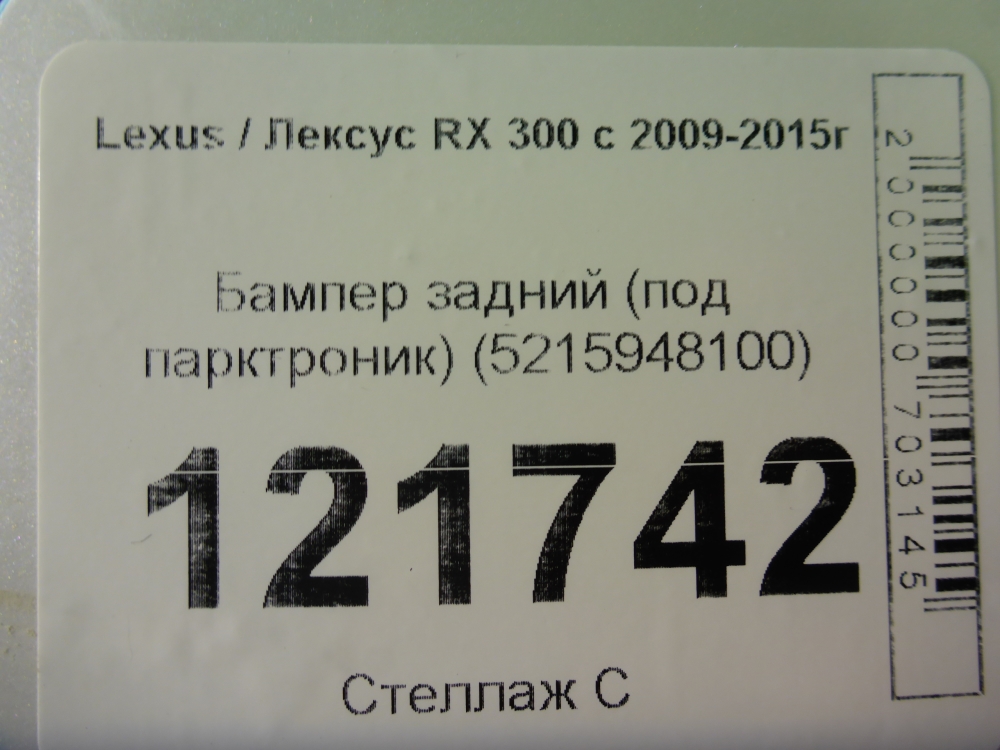 Lexus / Лексус RX 300 с 2009-2015г
Бампер задний (под
парктроник) (5215948100)
121742
Стеллаж С
2000000703145